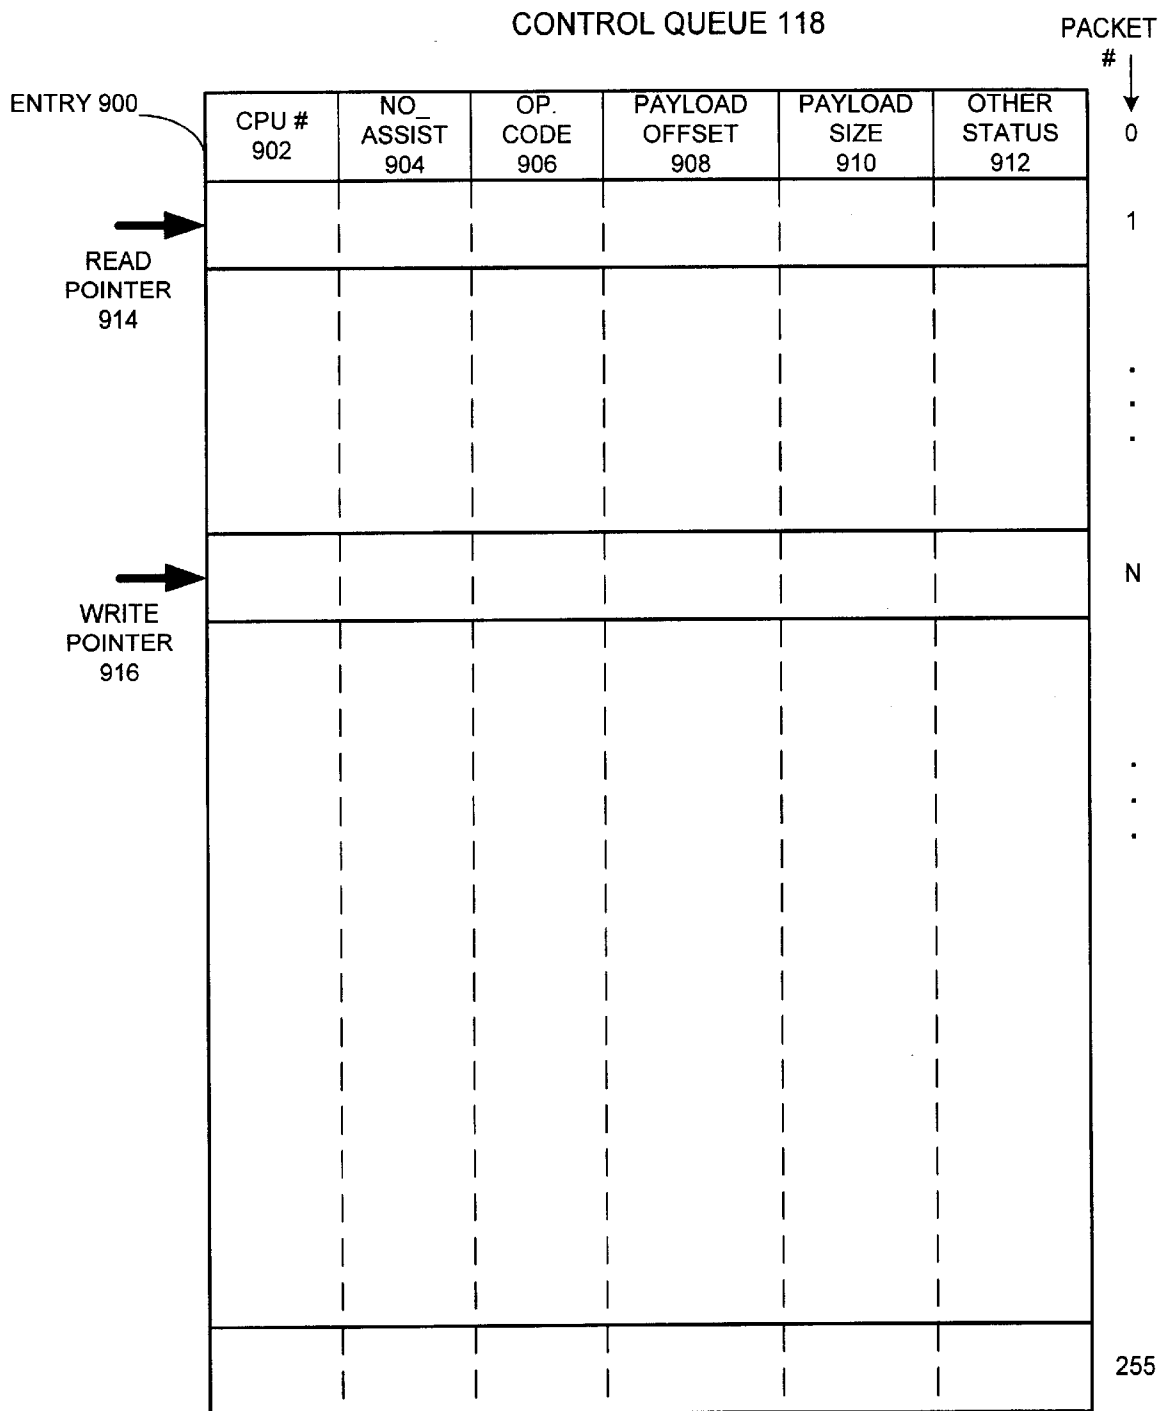 CONTROL QUEUE 118
PACKET
#
ENTRY 900
CPU #
902
NO_
ASSIST
904
OP.
CODE
906
PAYLOAD
OFFSET
908
PAYLOAD
SIZE
910
OTHER
STATUS
912
0
1
READ
POINTER
914
.
.
.
N
WRITE
POINTER
916
.
.
.
255